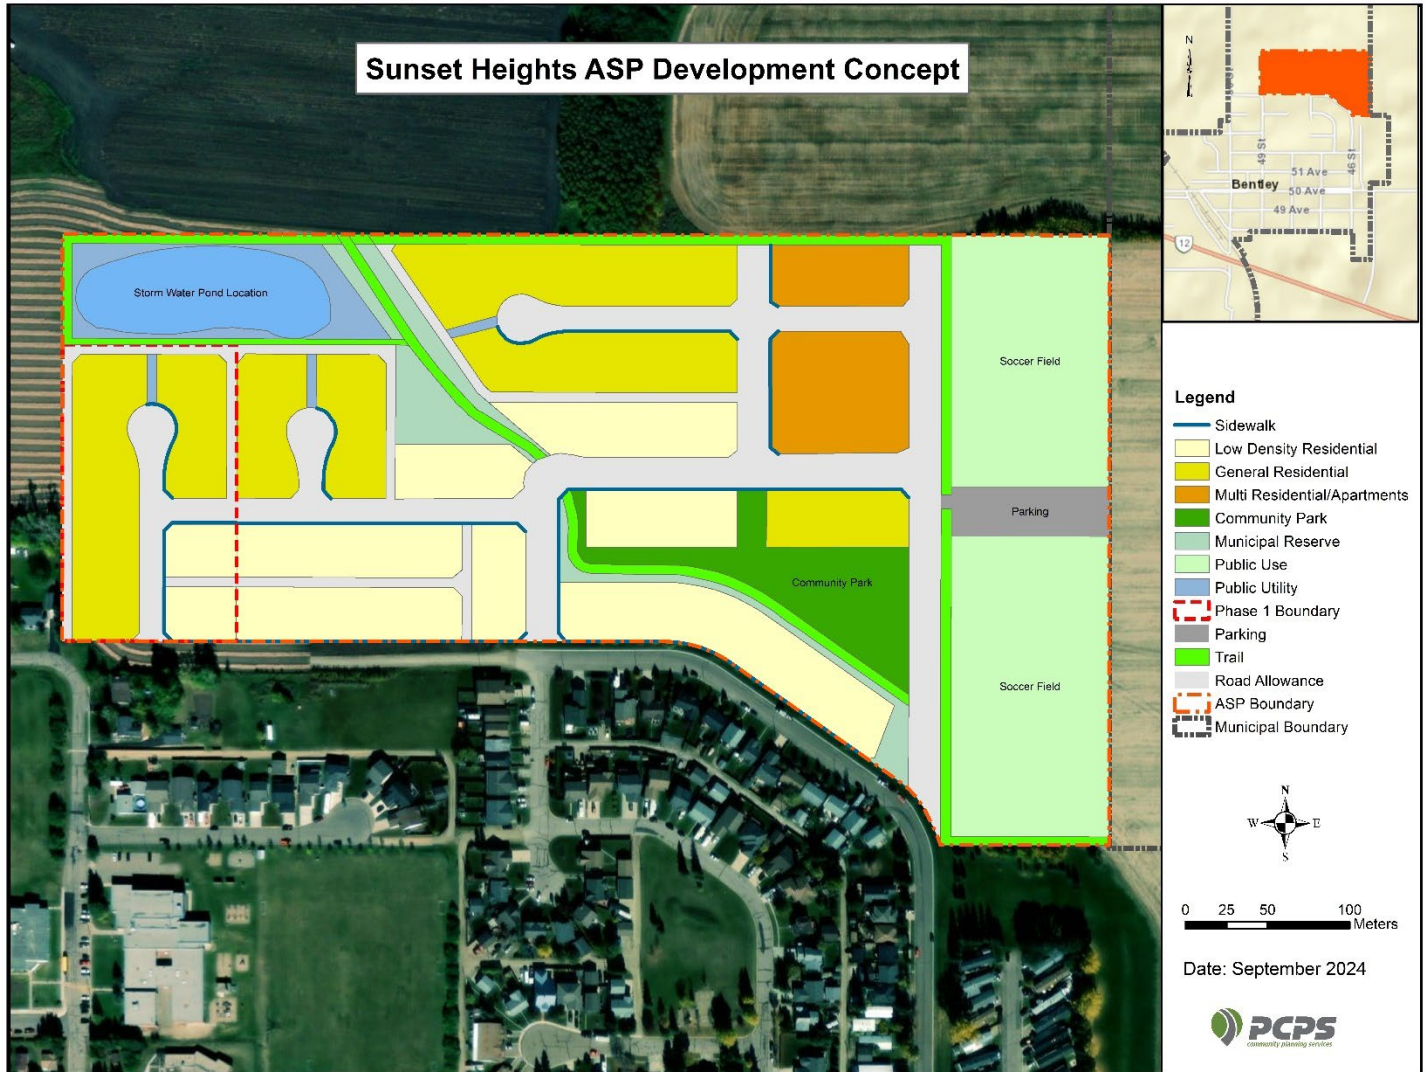 Sunset Heights ASP Development Concept
Storm Water Pond Location
Soccer Field
Parking
Community Park
Soccer Field
N
49 St
46 St
51 Ave
Bentley
50 Ave
49 Ave
12
Legend
Sidewalk
Low Density Residential
General Residential
Multi Residential/Apartments
Community Park
Municipal Reserve
Public Use
Public Utility
Phase 1 Boundary
Parking
Trail
Road Allowance
ASP Boundary
Municipal Boundary
N
W E
S
0 25 50 100
Meters
Date: September 2024
PCPS
community planning services